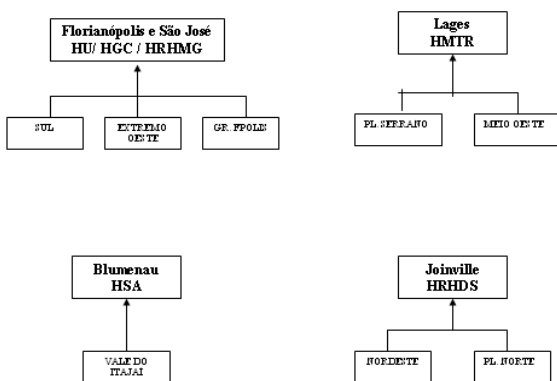 Florianópolis e São José
HU/ HGC / HRHMG
SUL
EXTREMO
OESTE
GR. FPOLIS
Lages
HMTR
PL. SERRANO
MEIO OESTE
Blumenau
HSA
VALE DO
ITAJAÍ
Joinville
HRHDS
NORDESTE
PL. NORTE